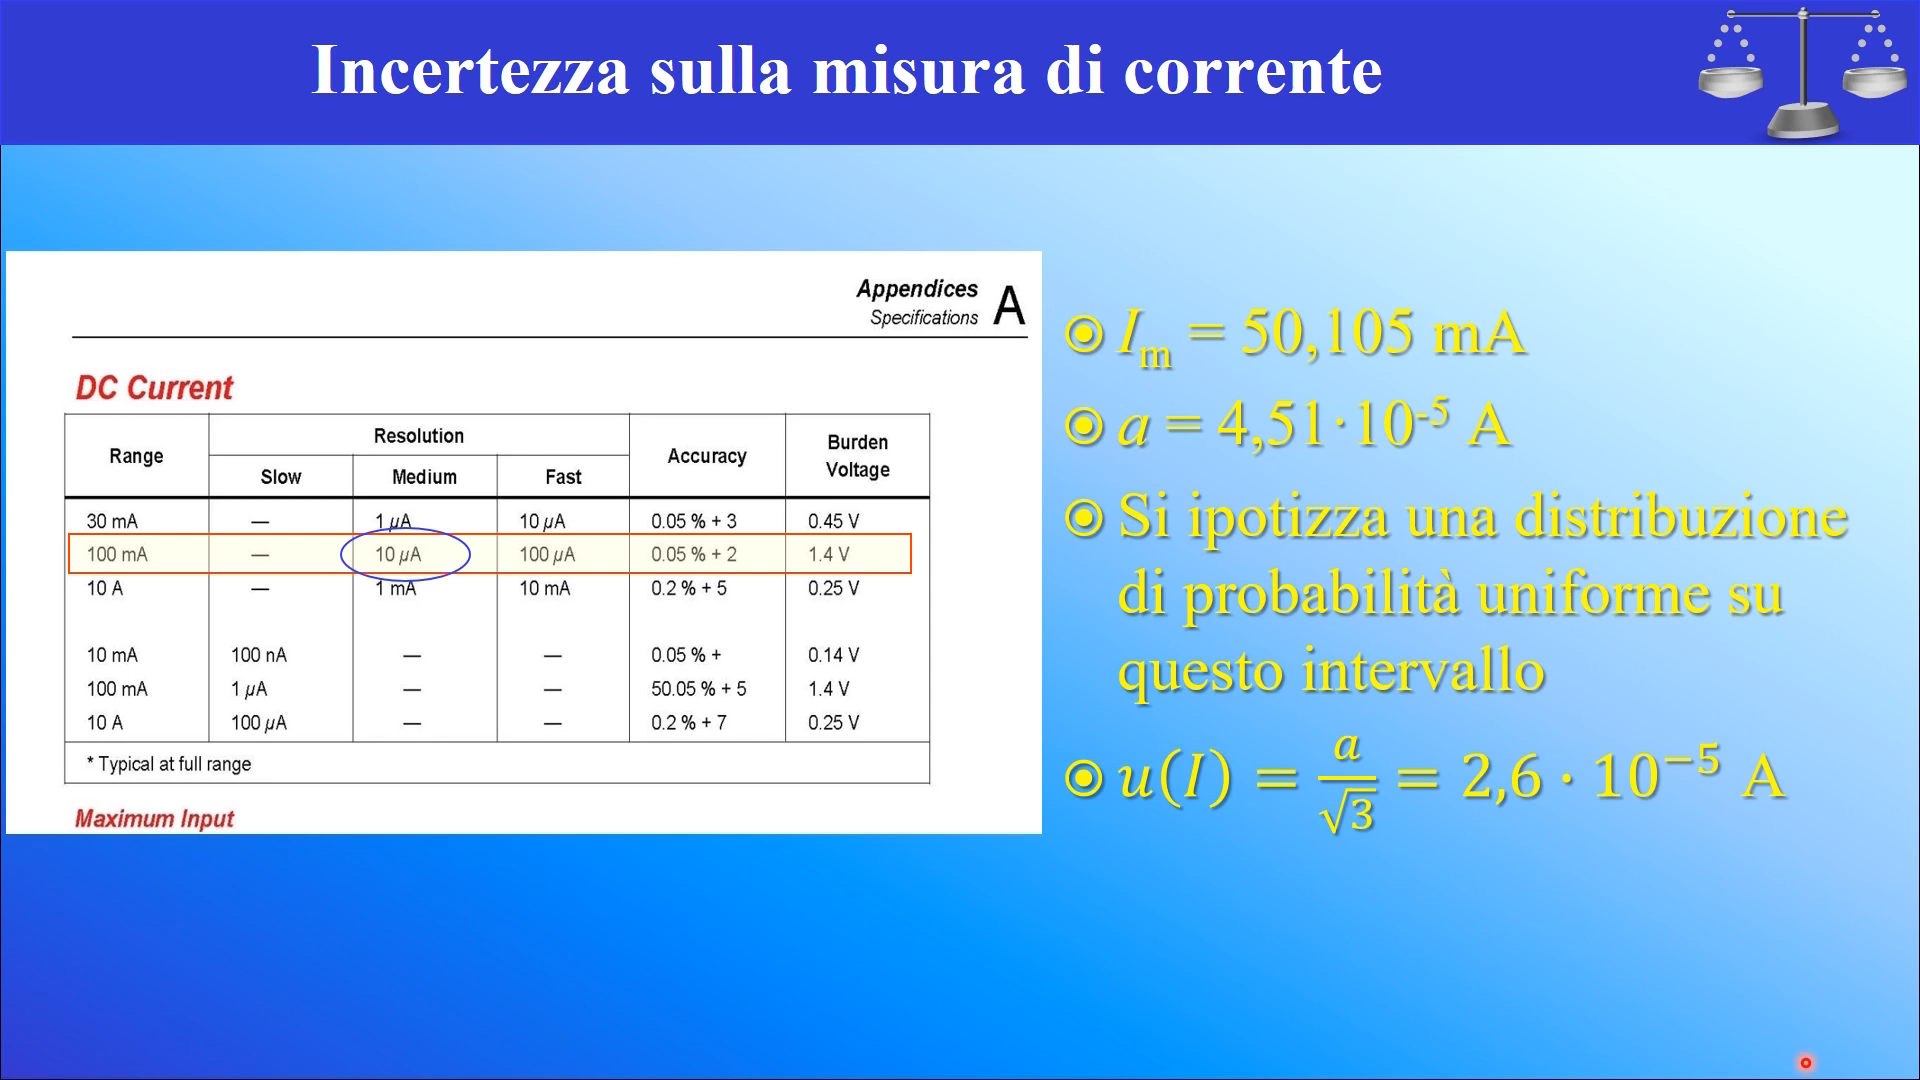 Incertezza sulla misura di corrente
Appendices
Specifications
A
DC Current
Range Resolution Accuracy Burden Voltage
Slow Medium Fast
30 mA — 1 µA 10 µA 0.05 % + 3 0.45 V
100 mA — 10 µA 100 µA 0.05 % + 2 1.4 V
10 A — 1 mA 10 mA 0.2 % + 5 0.25 V
10 mA 100 nA — — 0.05 % + 0.14 V
100 mA 1 µA — — 50.05 % + 5 1.4 V
10 A 100 µA — — 0.2 % + 7 0.25 V
* Typical at full range
Maximum Input
I_m = 50,105 mA
a = 4,51·10^-5 A
Si ipotizza una distribuzione
di probabilità uniforme su
questo intervallo
u(I) = a/√3 = 2,6 · 10^−5 A